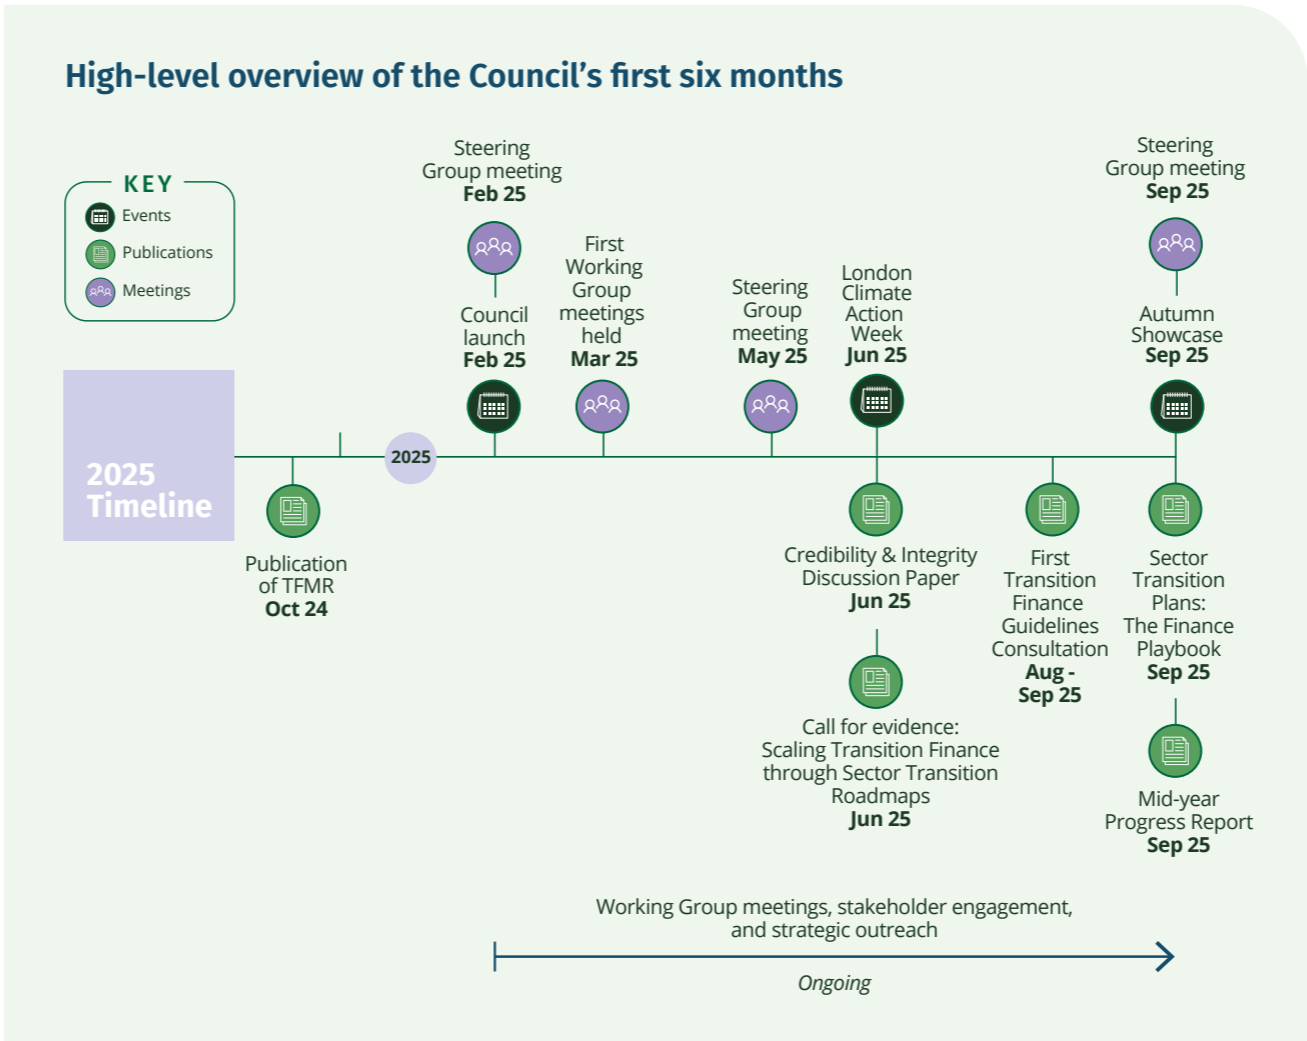 High-level overview of the Council’s first six months
KEY
Events
Publications
Meetings
2025
Timeline
Publication
of TFMR
Oct 24
2025
Steering
Group meeting
Feb 25
Council
launch
Feb 25
First
Working
Group
meetings
held
Mar 25
Steering
Group
meeting
May 25
London
Climate
Action
Week
Jun 25
Credibility & Integrity
Discussion Paper
Jun 25
Call for evidence:
Scaling Transition Finance
through Sector Transition
Roadmaps
Jun 25
First
Transition
Finance
Guidelines
Consultation
Aug -
Sep 25
Steering
Group meeting
Sep 25
Autumn
Showcase
Sep 25
Sector
Transition
Plans:
The Finance
Playbook
Sep 25
Mid-year
Progress Report
Sep 25
Working Group meetings, stakeholder engagement,
and strategic outreach
Ongoing